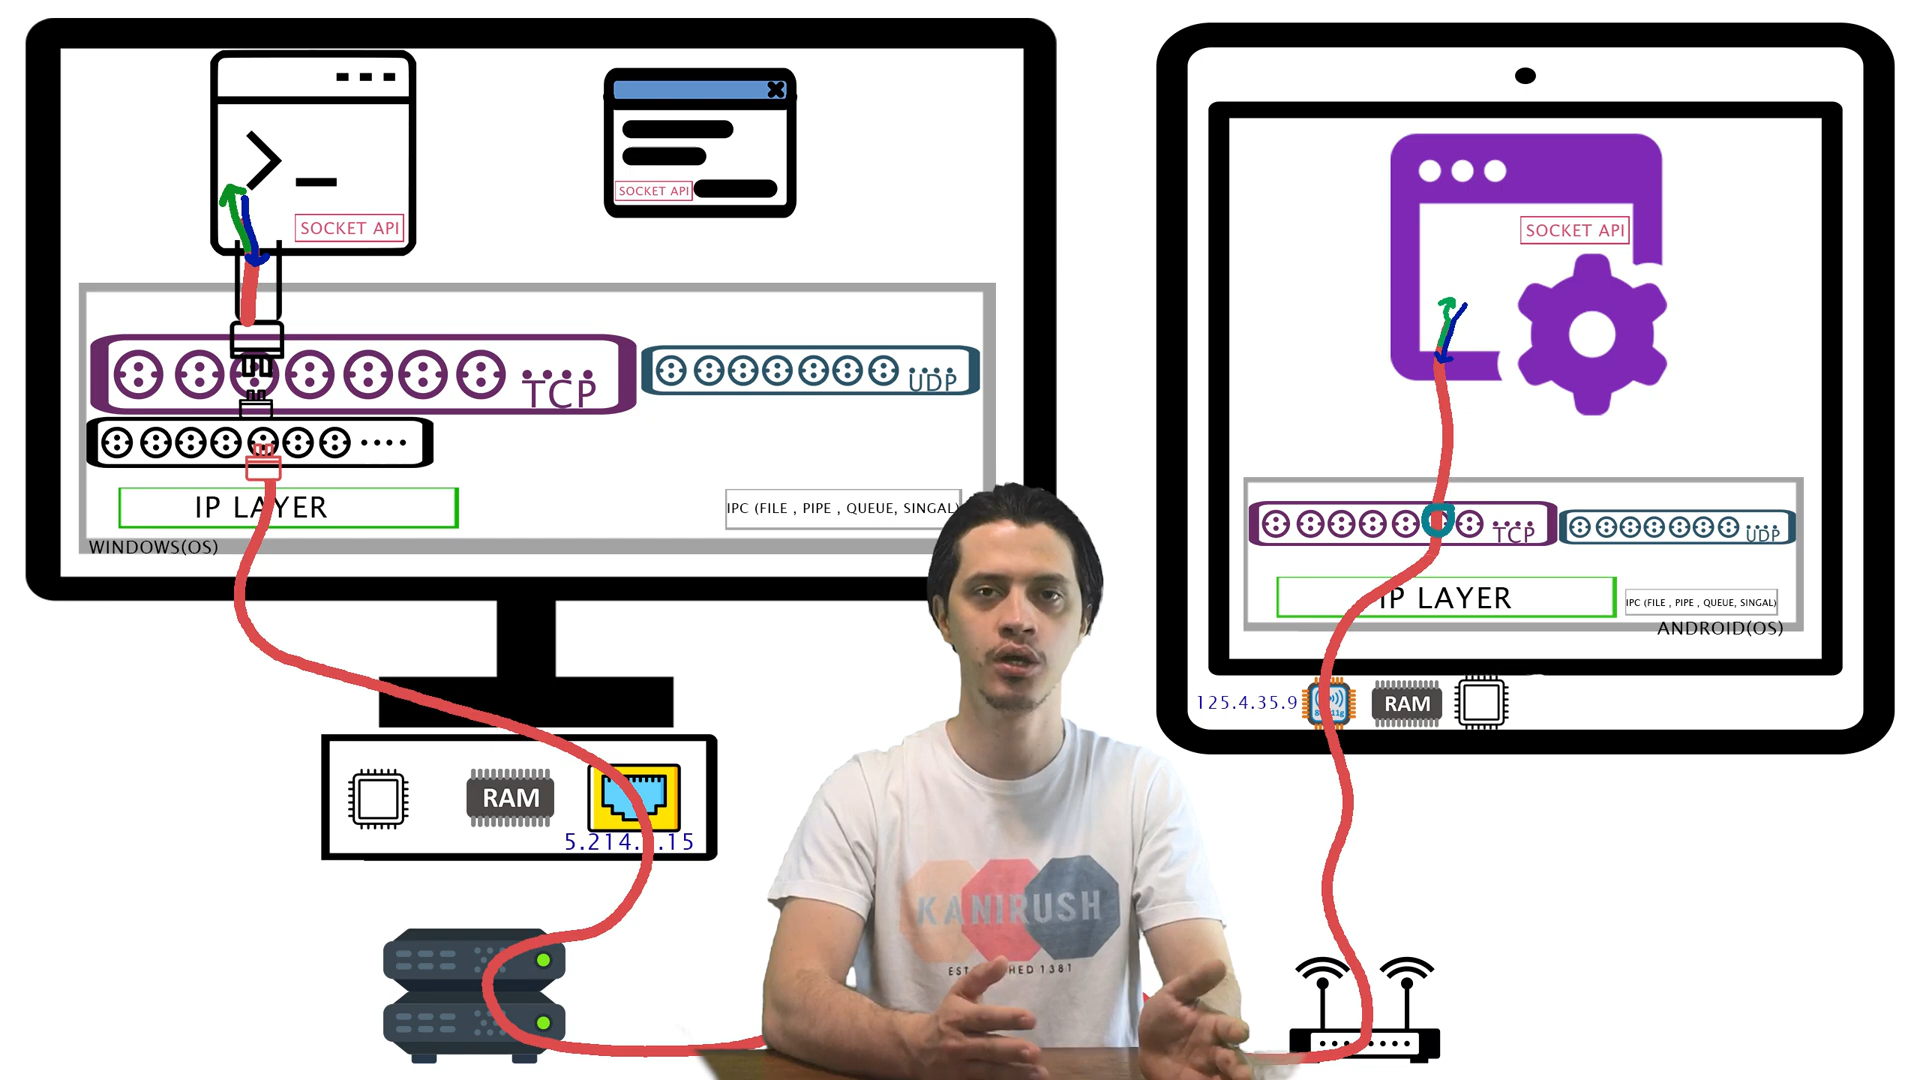 SOCKET API
SOCKET API
TCP
UDP
IP LAYER
IPC (FILE , PIPE , QUEUE, SINGAL)
WINDOWS(OS)
RAM
SOCKET API
TCP
UDP
IP LAYER
IPC (FILE , PIPE , QUEUE, SINGAL)
ANDROID(OS)
125.4.35.9
RAM
KANIRUSH
1381